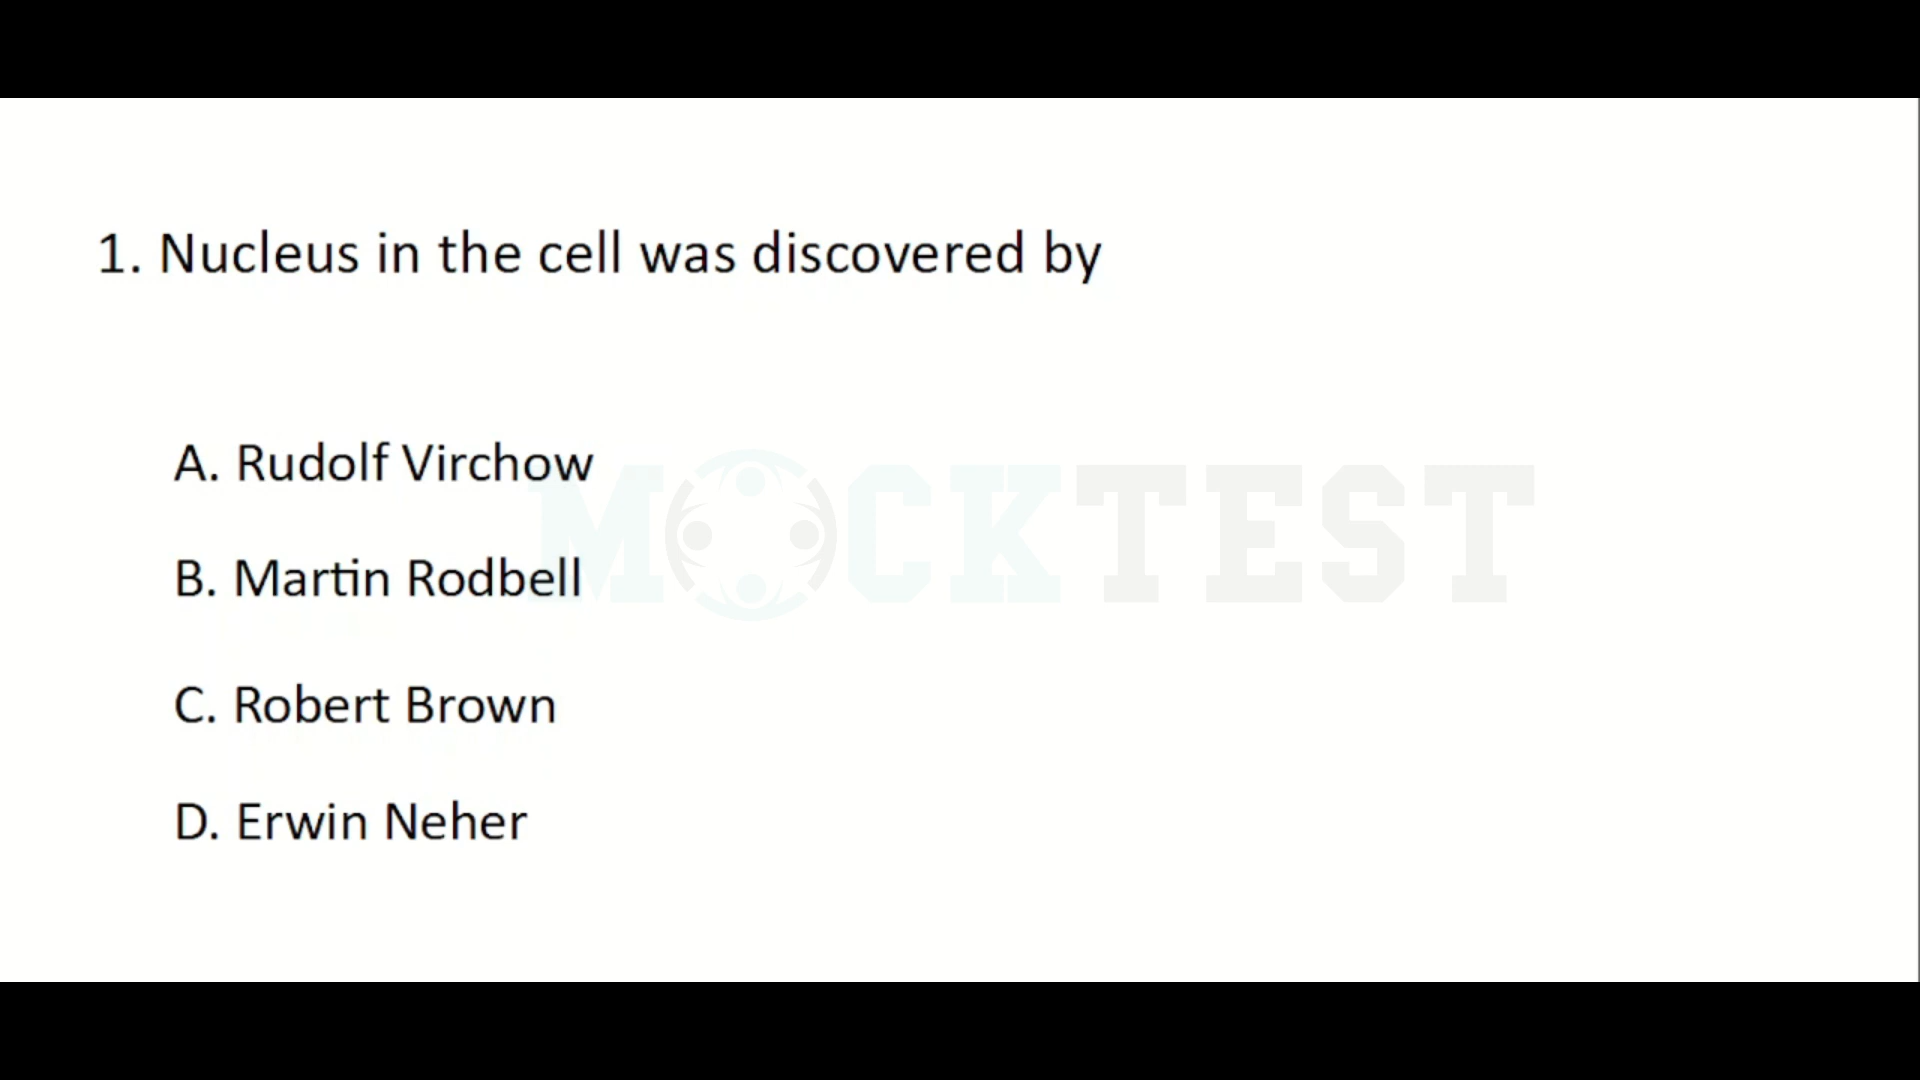 1. Nucleus in the cell was discovered by
A. Rudolf Virchow
MOCKTEST
B. Martin Rodbell
C. Robert Brown
D. Erwin Neher